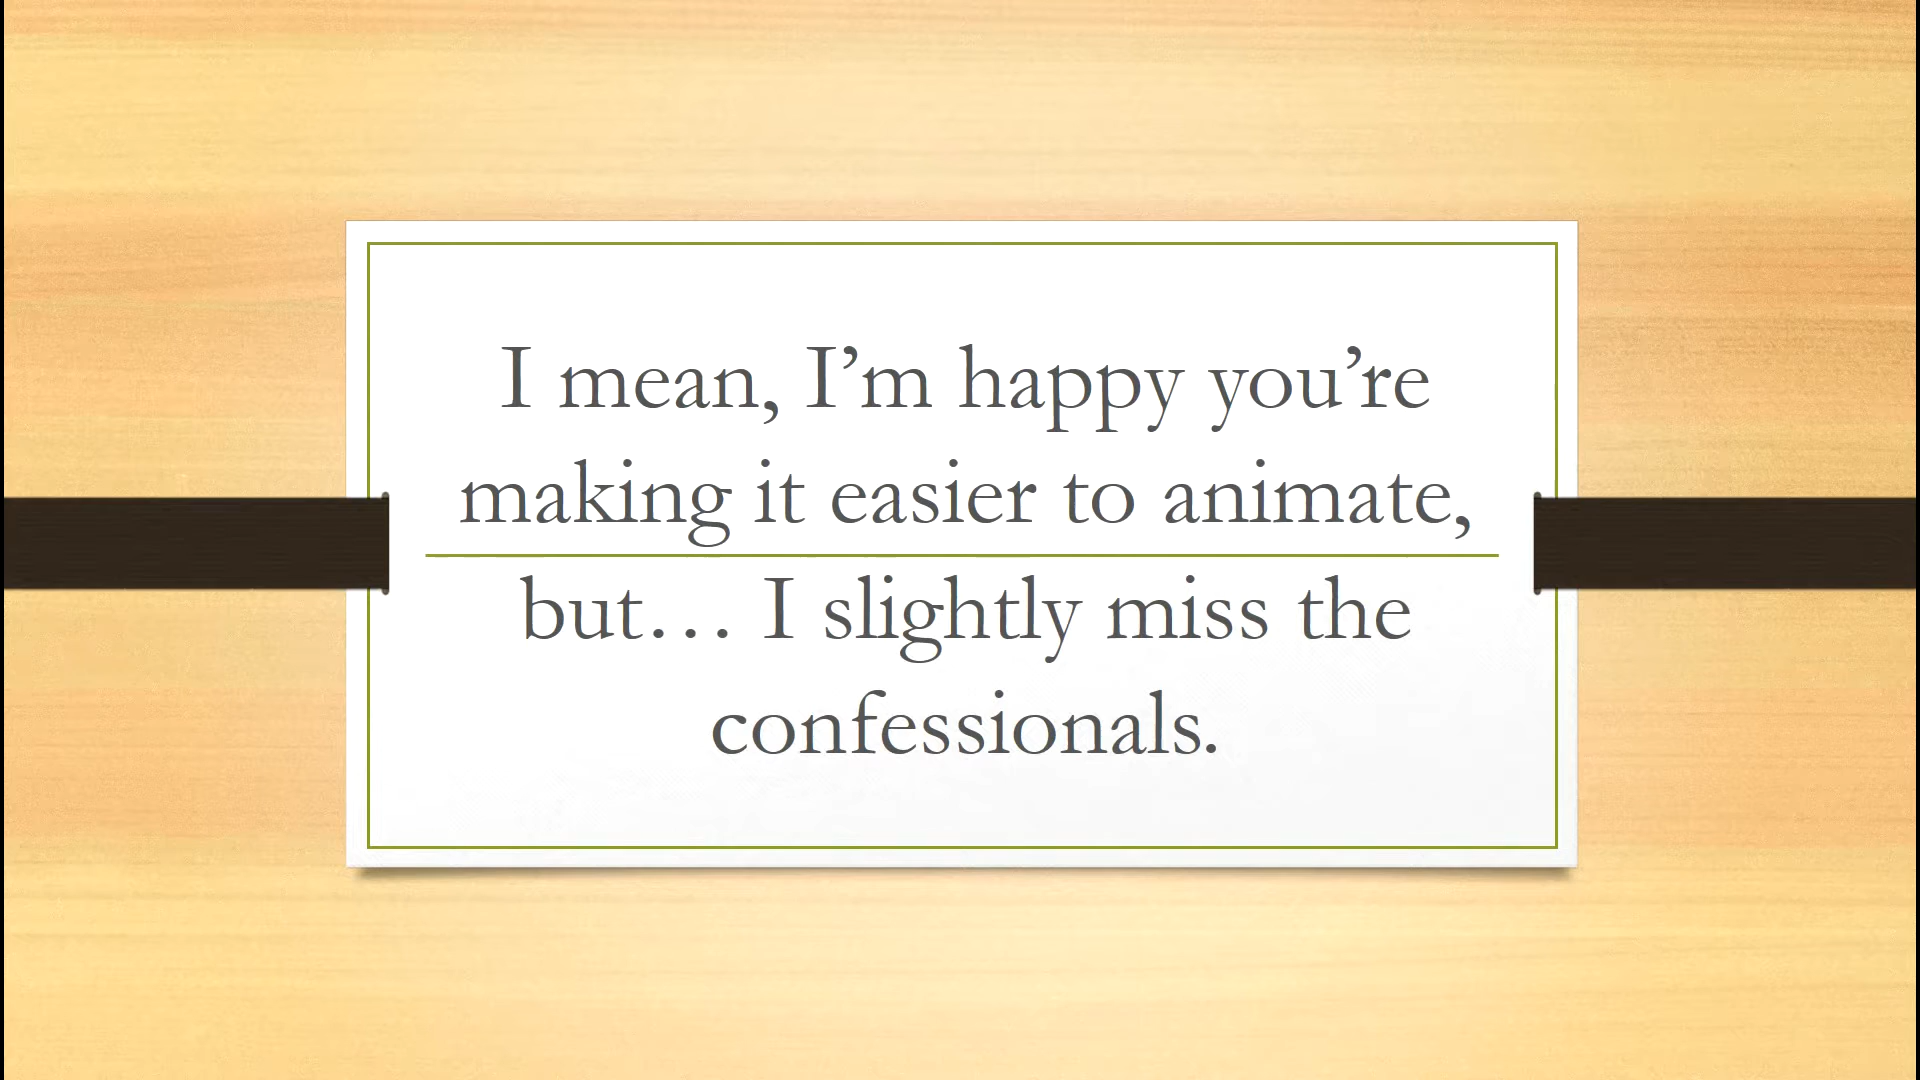 I mean, I’m happy you’re
making it easier to animate,
but… I slightly miss the
confessionals.